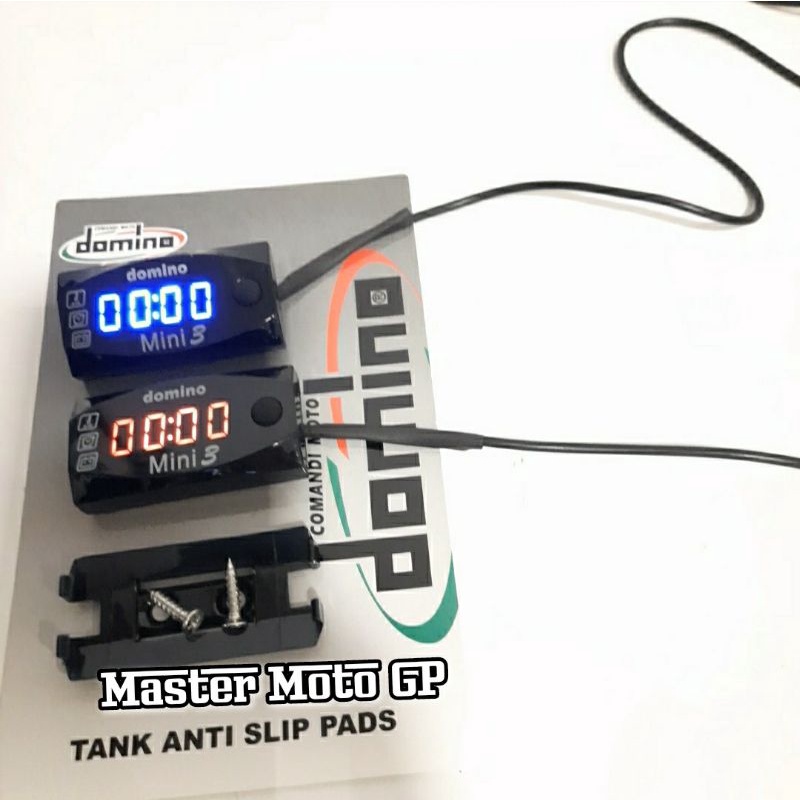 domino
domino
00:00
Mini 3
domino
00:00
Mini 3
COMANDI MOTO
domino
Master Moto GP
TANK ANTI SLIP PADS